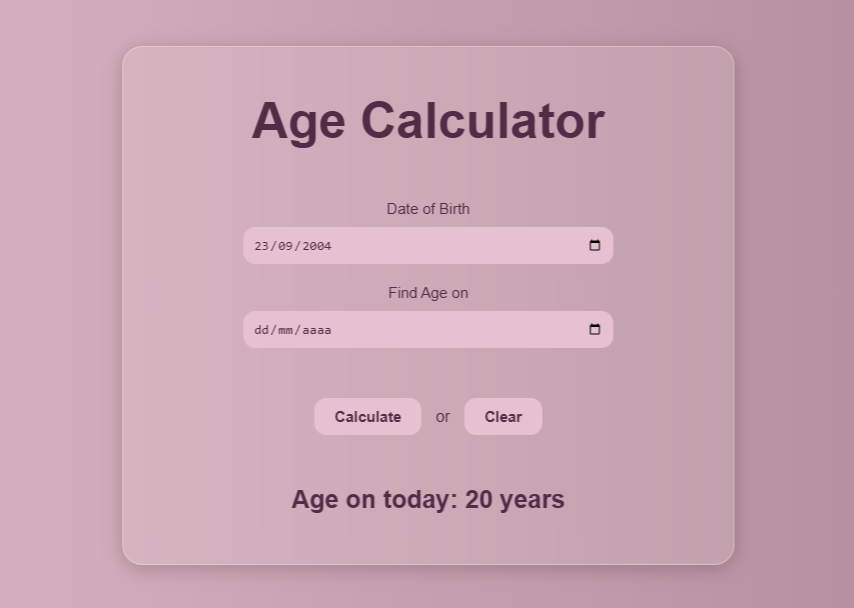 Age Calculator
Date of Birth
23/09/2004
Find Age on
dd/mm/aaaa
Calculate or Clear
Age on today: 20 years